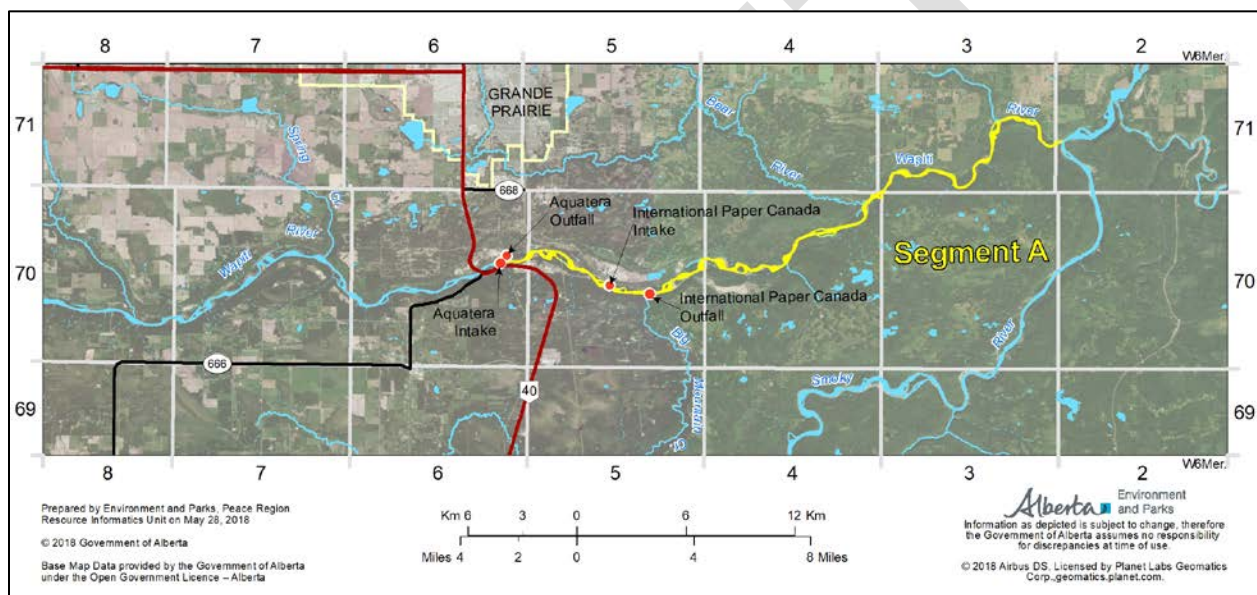 8 7 6 5 4 3 2 W6Mer.
GRANDE
PRAIRIE
71
71
Spring
Cr.
Bear
River
Wapiti
River
668
Aquatera
Outfall
International Paper Canada
Intake
Wapiti
River
Segment A
70
70
Aquatera
Intake
International Paper Canada
Outfall
Big
Mountain
Cr.
River
Smoky
666
40
69
69
8 7 6 5 4 3 2 W6Mer.
Prepared by Environment and Parks, Peace Region
Resource Informatics Unit on May 28, 2018
© 2018 Government of Alberta
Base Map Data provided by the Government of Alberta
under the Open Government Licence – Alberta
Km 6 3 0 6 12 Km
Miles 4 2 0 4 8 Miles
Alberta Environment
and Parks
Information as depicted is subject to change, therefore
the Government of Alberta assumes no responsibility
for discrepancies at time of use.
© 2018 Airbus DS, Licensed by Planet Labs Geomatics
Corp.,geomatics.planet.com.